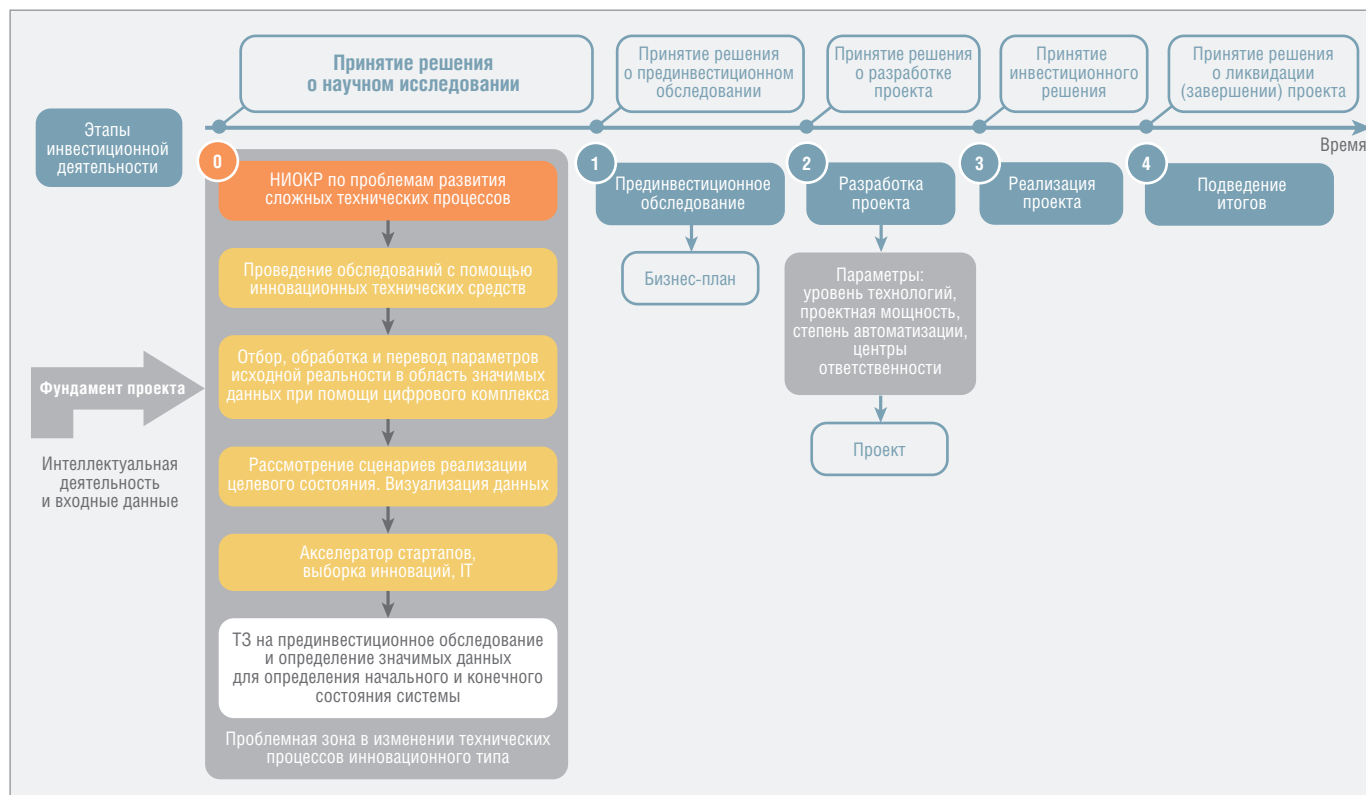 Принятие решения
о научном исследовании
Принятие решения
о прединвестиционном
обследовании
Принятие решения
о разработке
проекта
Принятие
инвестиционного
решения
Принятие решения
о ликвидации
(завершении) проекта
Этапы
инвестиционной
деятельности
Время
0
НИОКР по проблемам развития
сложных технических процессов
1
Прединвестиционное
обследование
2
Разработка
проекта
3
Реализация
проекта
4
Подведение
итогов
Проведение обследований с помощью
инновационных технических средств
Отбор, обработка и перевод параметров
исходной реальности в область значимых
данных при помощи цифрового комплекса
Рассмотрение сценариев реализации
целевого состояния. Визуализация данных
Акселератор стартапов,
выборка инноваций, IT
ТЗ на прединвестиционное обследование
и определение значимых данных
для определения начального и конечного
состояния системы
Проблемная зона в изменении технических
процессов инновационного типа
Фундамент проекта
Интеллектуальная
деятельность
и входные данные
Бизнес-план
Параметры:
уровень технологий,
проектная мощность,
степень автоматизации,
центры
ответственности
Проект